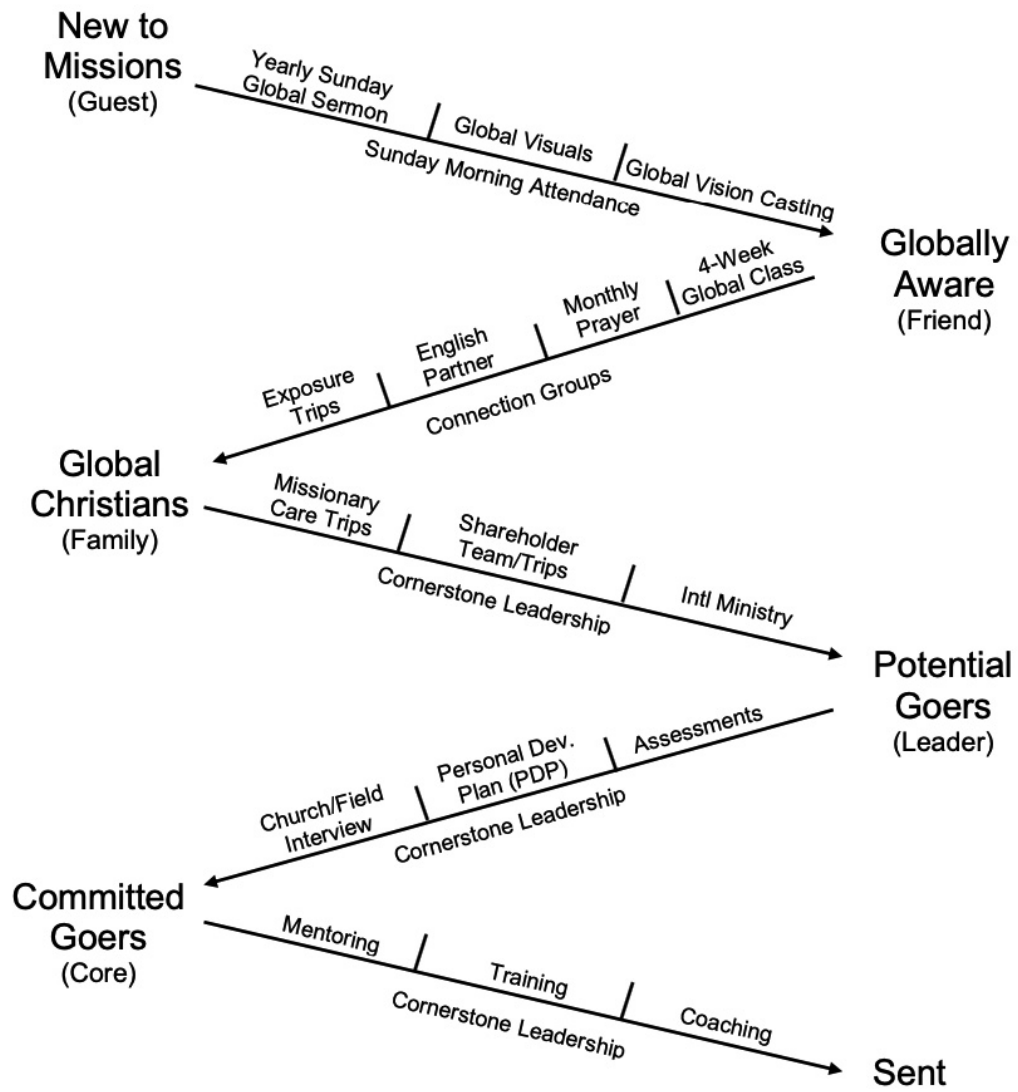 New to
Missions
(Guest)
Yearly Sunday
Global Sermon
Global Visuals
Global Vision Casting
Sunday Morning Attendance
Globally
Aware
(Friend)
4-Week
Global Class
Monthly
Prayer
English
Partner
Exposure
Trips
Connection Groups
Global
Christians
(Family)
Missionary
Care Trips
Shareholder
Team/Trips
Intl Ministry
Cornerstone Leadership
Potential
Goers
(Leader)
Assessments
Personal Dev.
Plan (PDP)
Church/Field
Interview
Cornerstone Leadership
Committed
Goers
(Core)
Mentoring
Training
Coaching
Cornerstone Leadership
Sent